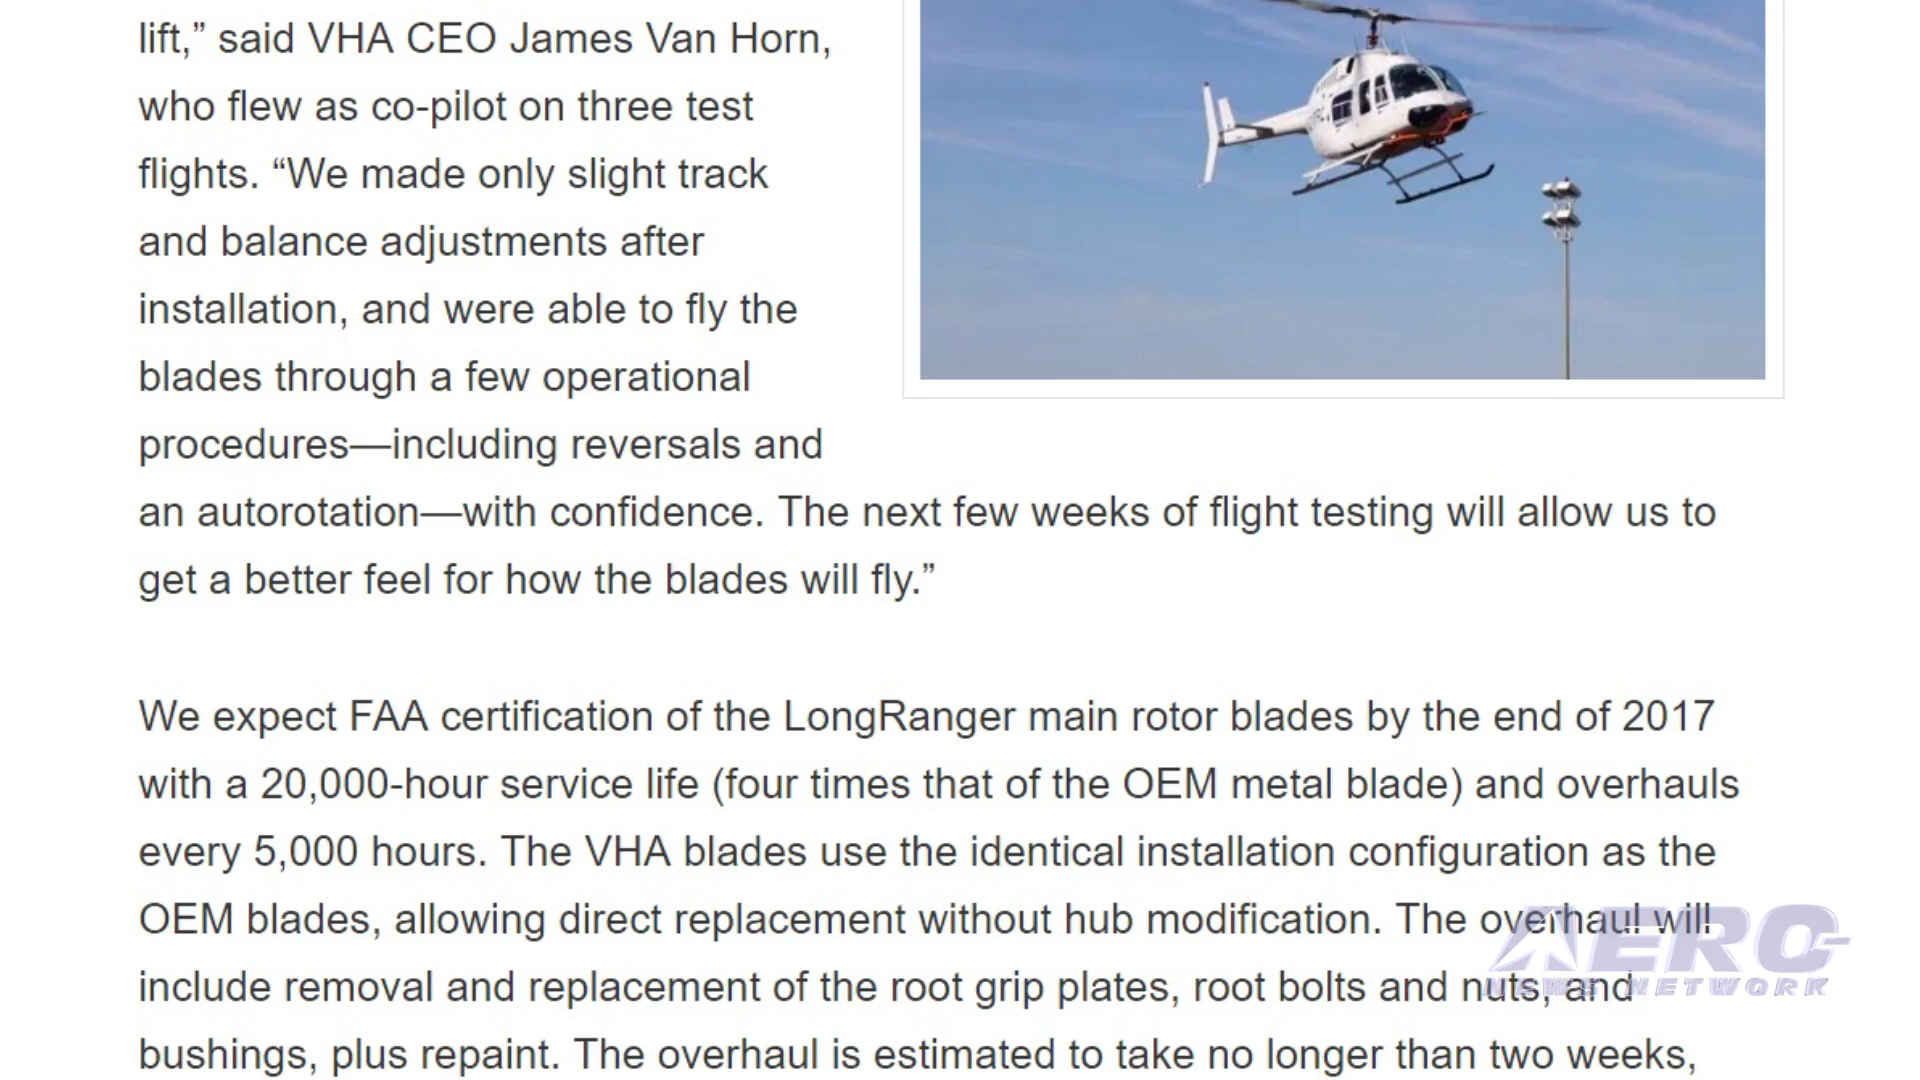 lift,” said VHA CEO James Van Horn,
who flew as co-pilot on three test
flights. “We made only slight track
and balance adjustments after
installation, and were able to fly the
blades through a few operational
procedures—including reversals and
an autorotation—with confidence. The next few weeks of flight testing will allow us to
get a better feel for how the blades will fly.”
We expect FAA certification of the LongRanger main rotor blades by the end of 2017
with a 20,000-hour service life (four times that of the OEM metal blade) and overhauls
every 5,000 hours. The VHA blades use the identical installation configuration as the
OEM blades, allowing direct replacement without hub modification. The overhaul will
include removal and replacement of the root grip plates, root bolts and nuts, and
bushings, plus repaint. The overhaul is estimated to take no longer than two weeks,
AERO
NEWS NETWORK